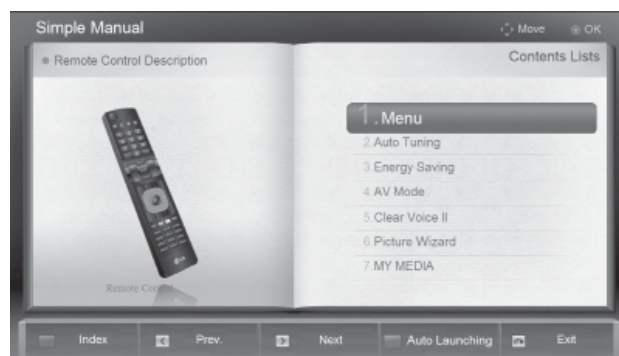 Simple Manual
Move
OK
Remote Control Description
Contents Lists
1.Menu
2.Auto Tuning
3.Energy Saving
4.AV Mode
5.Clear Voice II
6.Picture Wizard
7.MY MEDIA
LG
Remote
Index
Prev.
Next
Auto Launching
Exit